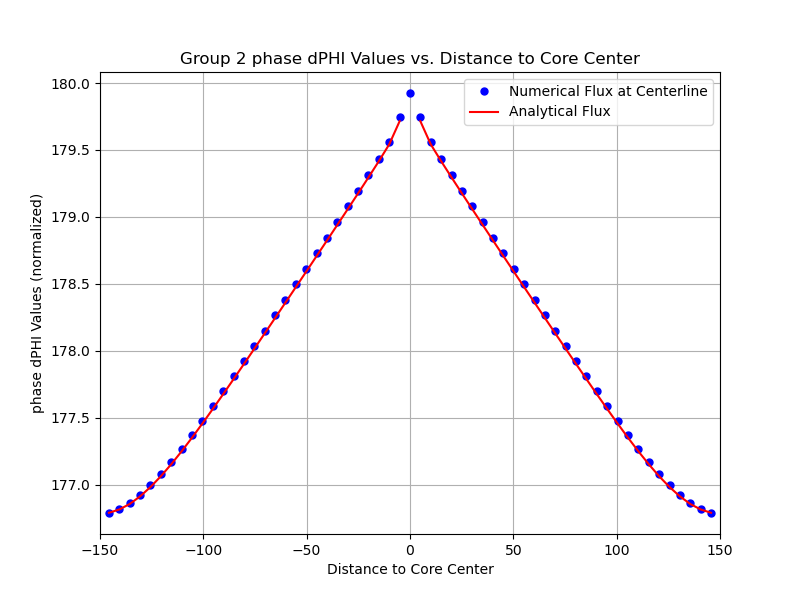 Group 2 phase dPHI Values vs. Distance to Core Center
Numerical Flux at Centerline
Analytical Flux
phase dPHI Values (normalized)
180.0
179.5
179.0
178.5
178.0
177.5
177.0
−150
−100
−50
0
50
100
150
Distance to Core Center